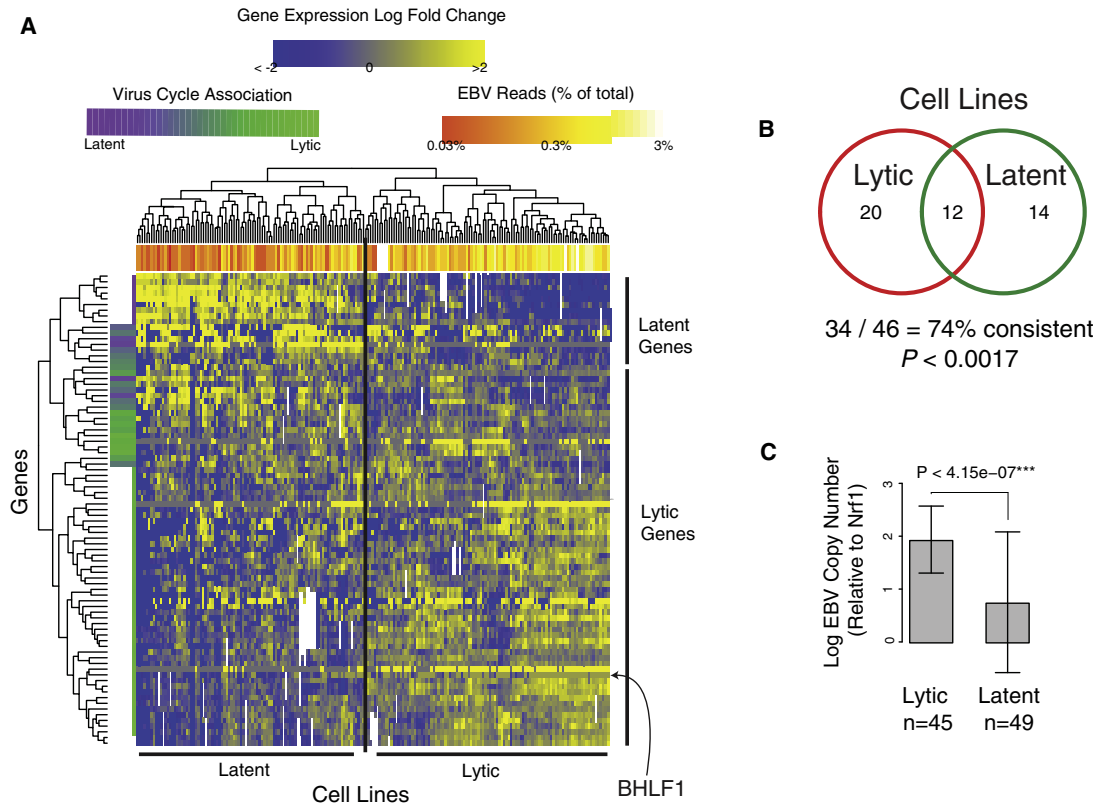 A
Gene Expression Log Fold Change
< -2
0
>2
Virus Cycle Association
Latent
Lytic
EBV Reads (% of total)
0.03%
0.3%
3%
Genes
Latent
Genes
Lytic
Genes
Latent
Lytic
Cell Lines
BHLF1
B
Cell Lines
Lytic
Latent
20
12
14
34 / 46 = 74% consistent
P < 0.0017
C
P < 4.15e−07***
Log EBV Copy Number
(Relative to Nrf1)
3
2
1
0
Lytic
n=45
Latent
n=49